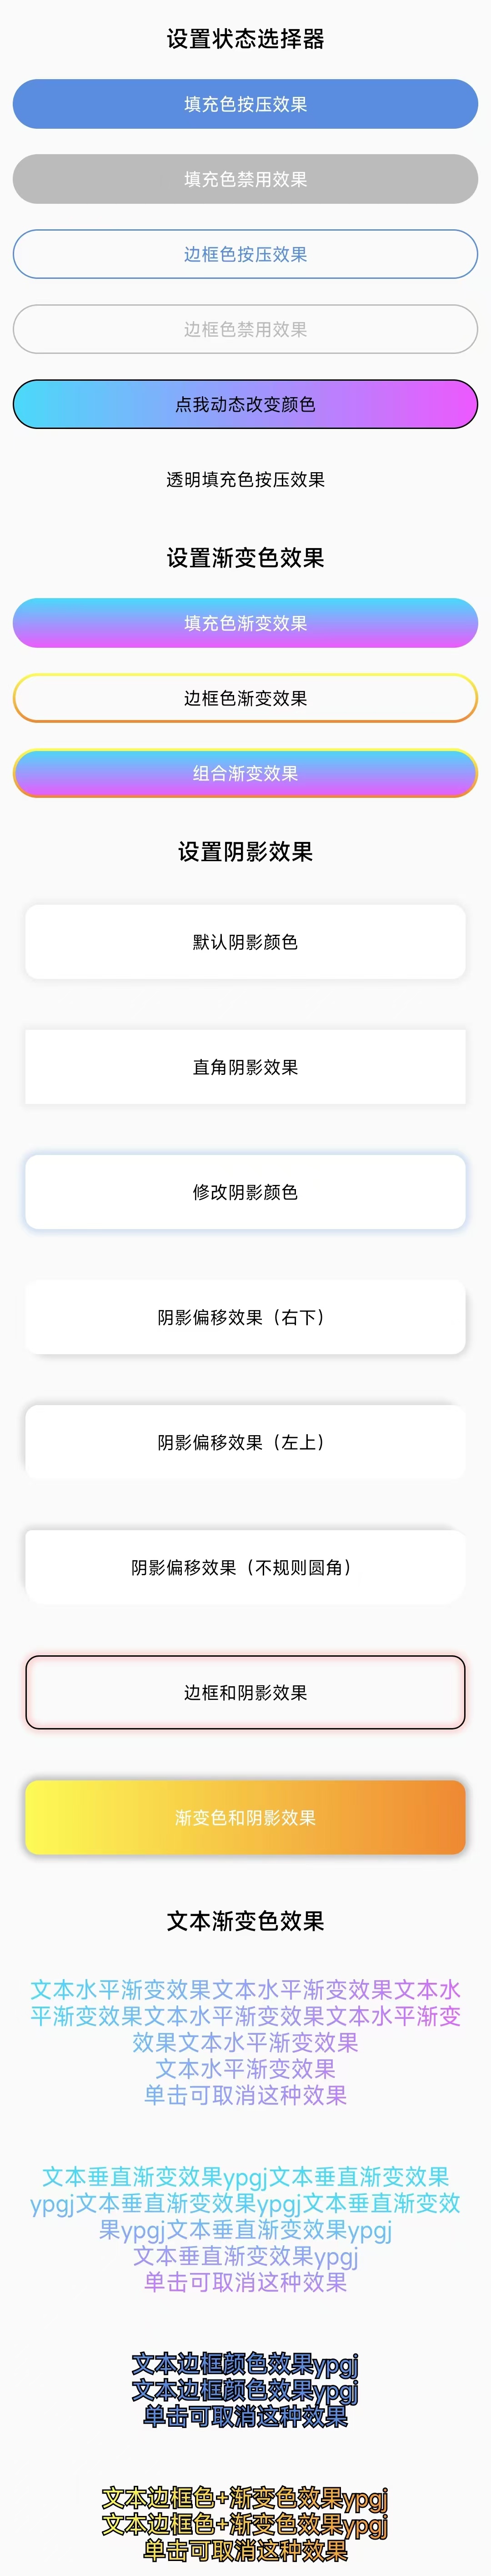 设置状态选择器
填充色按压效果
填充色禁用效果
边框色按压效果
边框色禁用效果
点我动态改变颜色
透明填充色按压效果
设置渐变色效果
填充色渐变效果
边框色渐变效果
组合渐变效果
设置阴影效果
默认阴影颜色
直角阴影效果
修改阴影颜色
阴影偏移效果（右下）
阴影偏移效果（左上）
阴影偏移效果（不规则圆角）
边框和阴影效果
渐变色和阴影效果
文本渐变色效果
文本水平渐变效果文本水平渐变效果文本水
平渐变效果文本水平渐变效果文本水平渐变
效果文本水平渐变效果
文本水平渐变效果
单击可取消这种效果
文本垂直渐变效果ypgj文本垂直渐变效果
ypgj文本垂直渐变效果ypgj文本垂直渐变效
果ypgj文本垂直渐变效果ypgj
文本垂直渐变效果ypgj
单击可取消这种效果
文本边框颜色效果ypgj
文本边框颜色效果ypgj
单击可取消这种效果
文本边框色+渐变色效果ypgj
文本边框色+渐变色效果ypgj
单击可取消这种效果